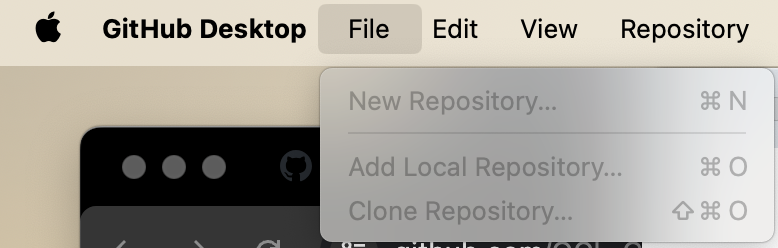 GitHub Desktop File Edit View Repository
New Repository... ⌘ N
Add Local Repository... ⌘ O
Clone Repository... ⇧ ⌘ O